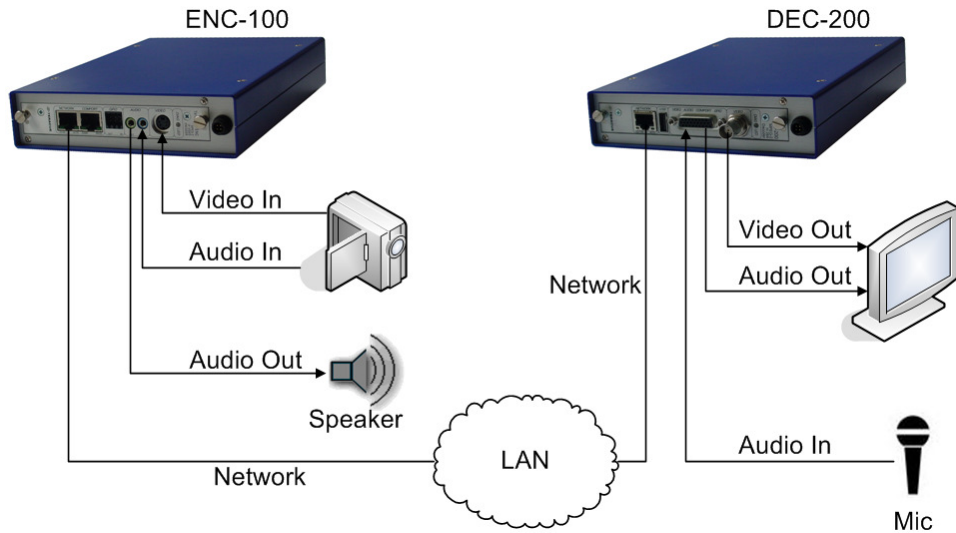 ENC-100
DEC-200
Video In
Audio In
Audio Out
Speaker
Network
LAN
Network
Video Out
Audio Out
Audio In
Mic